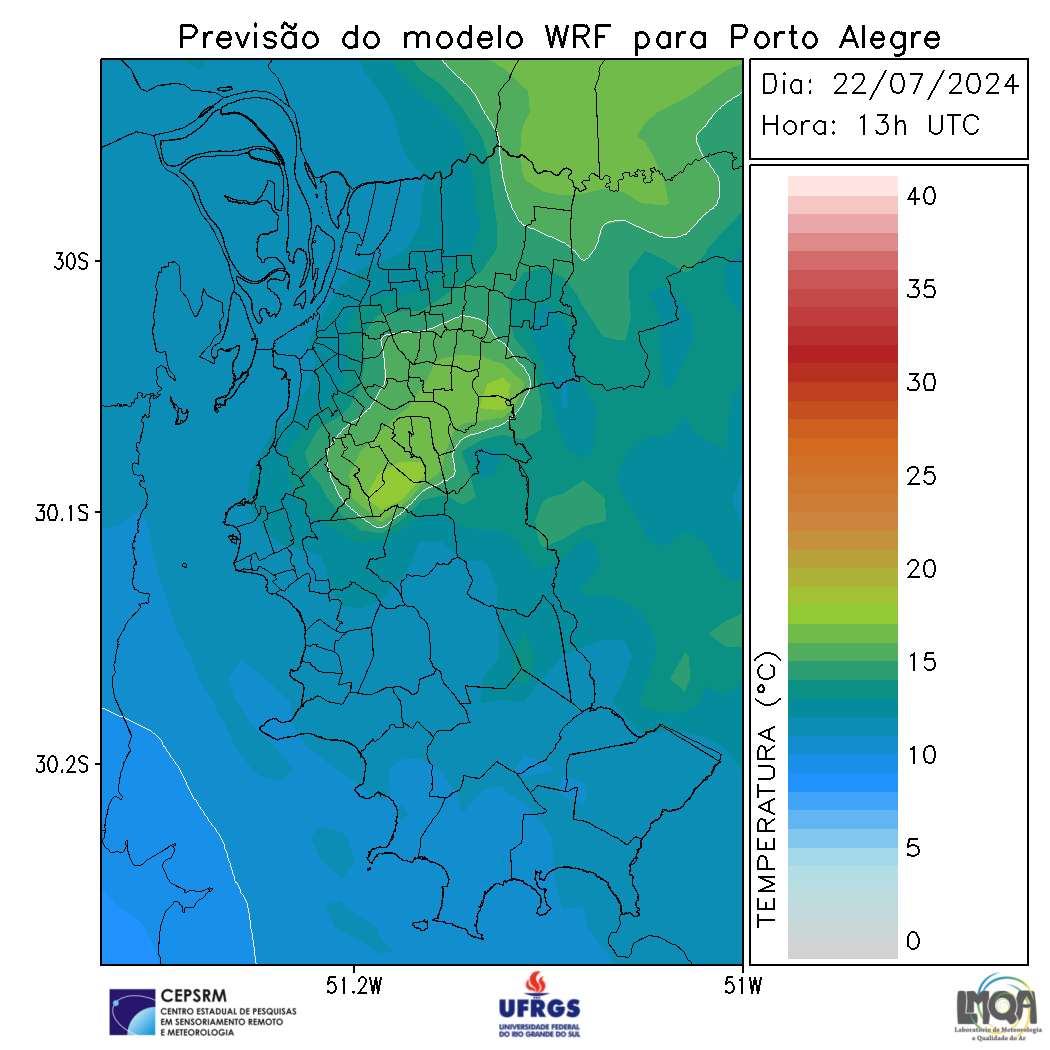 Previsão do modelo WRF para Porto Alegre
Dia: 22/07/2024
Hora: 13h UTC
40
35
30
25
20
15
10
5
0
TEMPERATURA (°C)
30S
30.1S
30.2S
51.2W
51W
CEPSRM
CENTRO ESTADUAL DE PESQUISAS
EM SENSORIAMENTO REMOTO
E METEOROLOGIA
UFRGS
UNIVERSIDADE FEDERAL
DO RIO GRANDE DO SUL
LMQA
Laboratório de Meteorologia
e Qualidade do Ar